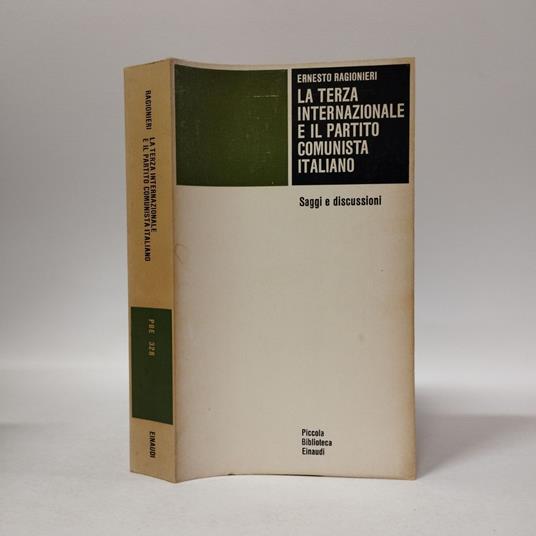 RAGIONIERI
LA TERZA INTERNAZIONALE
E IL PARTITO COMUNISTA ITALIANO
PBE 328
EINAUDI
ERNESTO RAGIONIERI
LA TERZA
INTERNAZIONALE
E IL PARTITO
COMUNISTA
ITALIANO
Saggi e discussioni
Piccola
Biblioteca
Einaudi